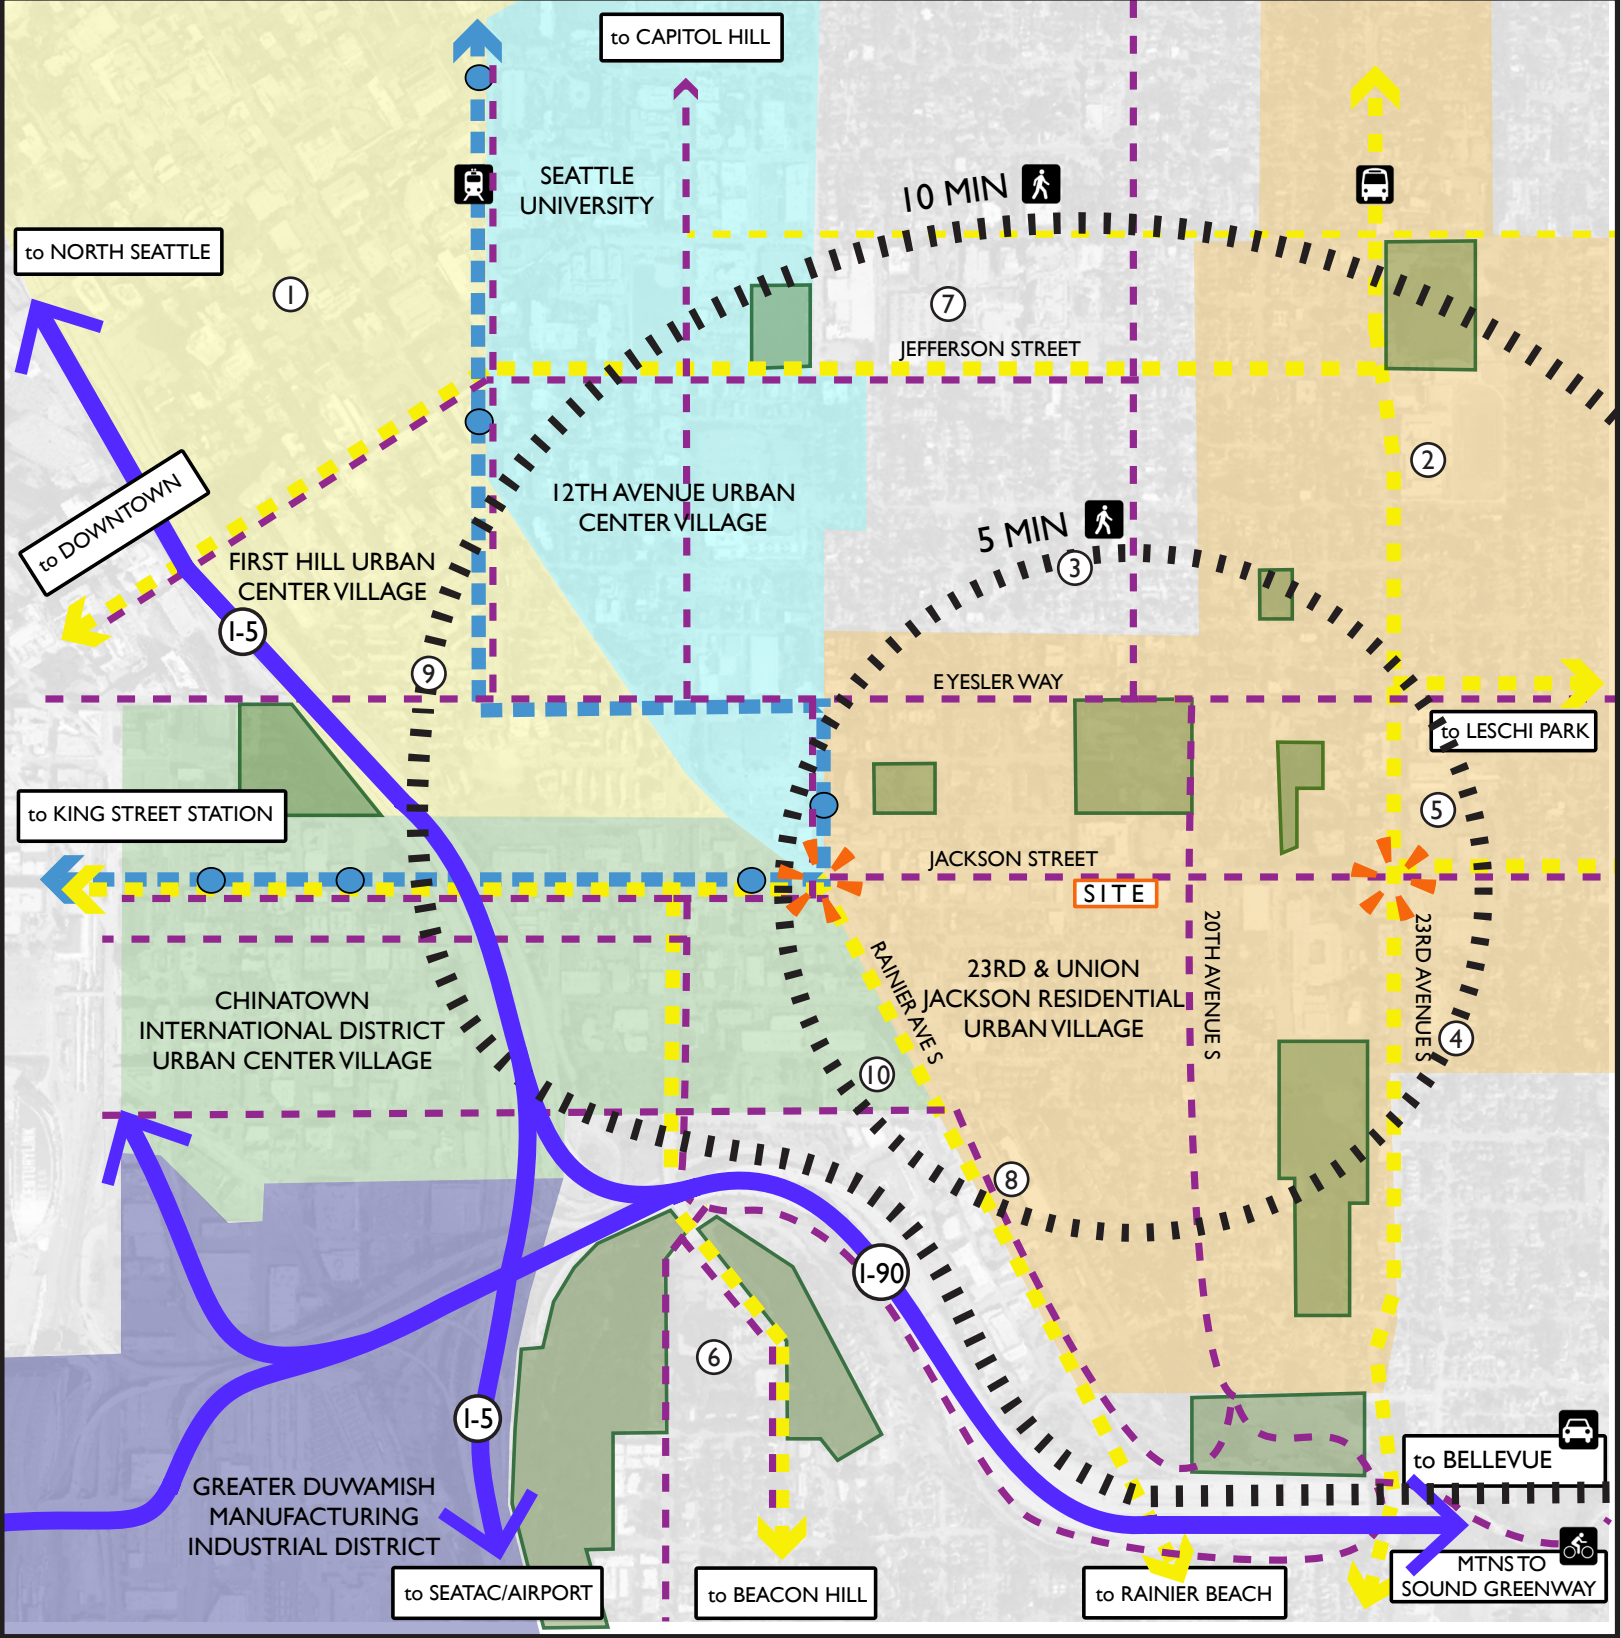 to CAPITOL HILL
SEATTLE
UNIVERSITY
10 MIN
to NORTH SEATTLE
1
7
JEFFERSON STREET
2
to DOWNTOWN
12TH AVENUE URBAN
CENTER VILLAGE
5 MIN
3
FIRST HILL URBAN
CENTER VILLAGE
I-5
9
EYESLER WAY
to LESCHI PARK
to KING STREET STATION
5
JACKSON STREET
SITE
20TH AVENUE S
23RD AVENUE S
RAINIER AVE S
23RD & UNION
JACKSON RESIDENTIAL
URBAN VILLAGE
CHINATOWN
INTERNATIONAL DISTRICT
URBAN CENTER VILLAGE
4
10
8
I-90
6
I-5
to BELLEVUE
GREATER DUWAMISH
MANUFACTURING
INDUSTRIAL DISTRICT
to SEATAC/AIRPORT
to BEACON HILL
to RAINIER BEACH
MTNS TO
SOUND GREENWAY